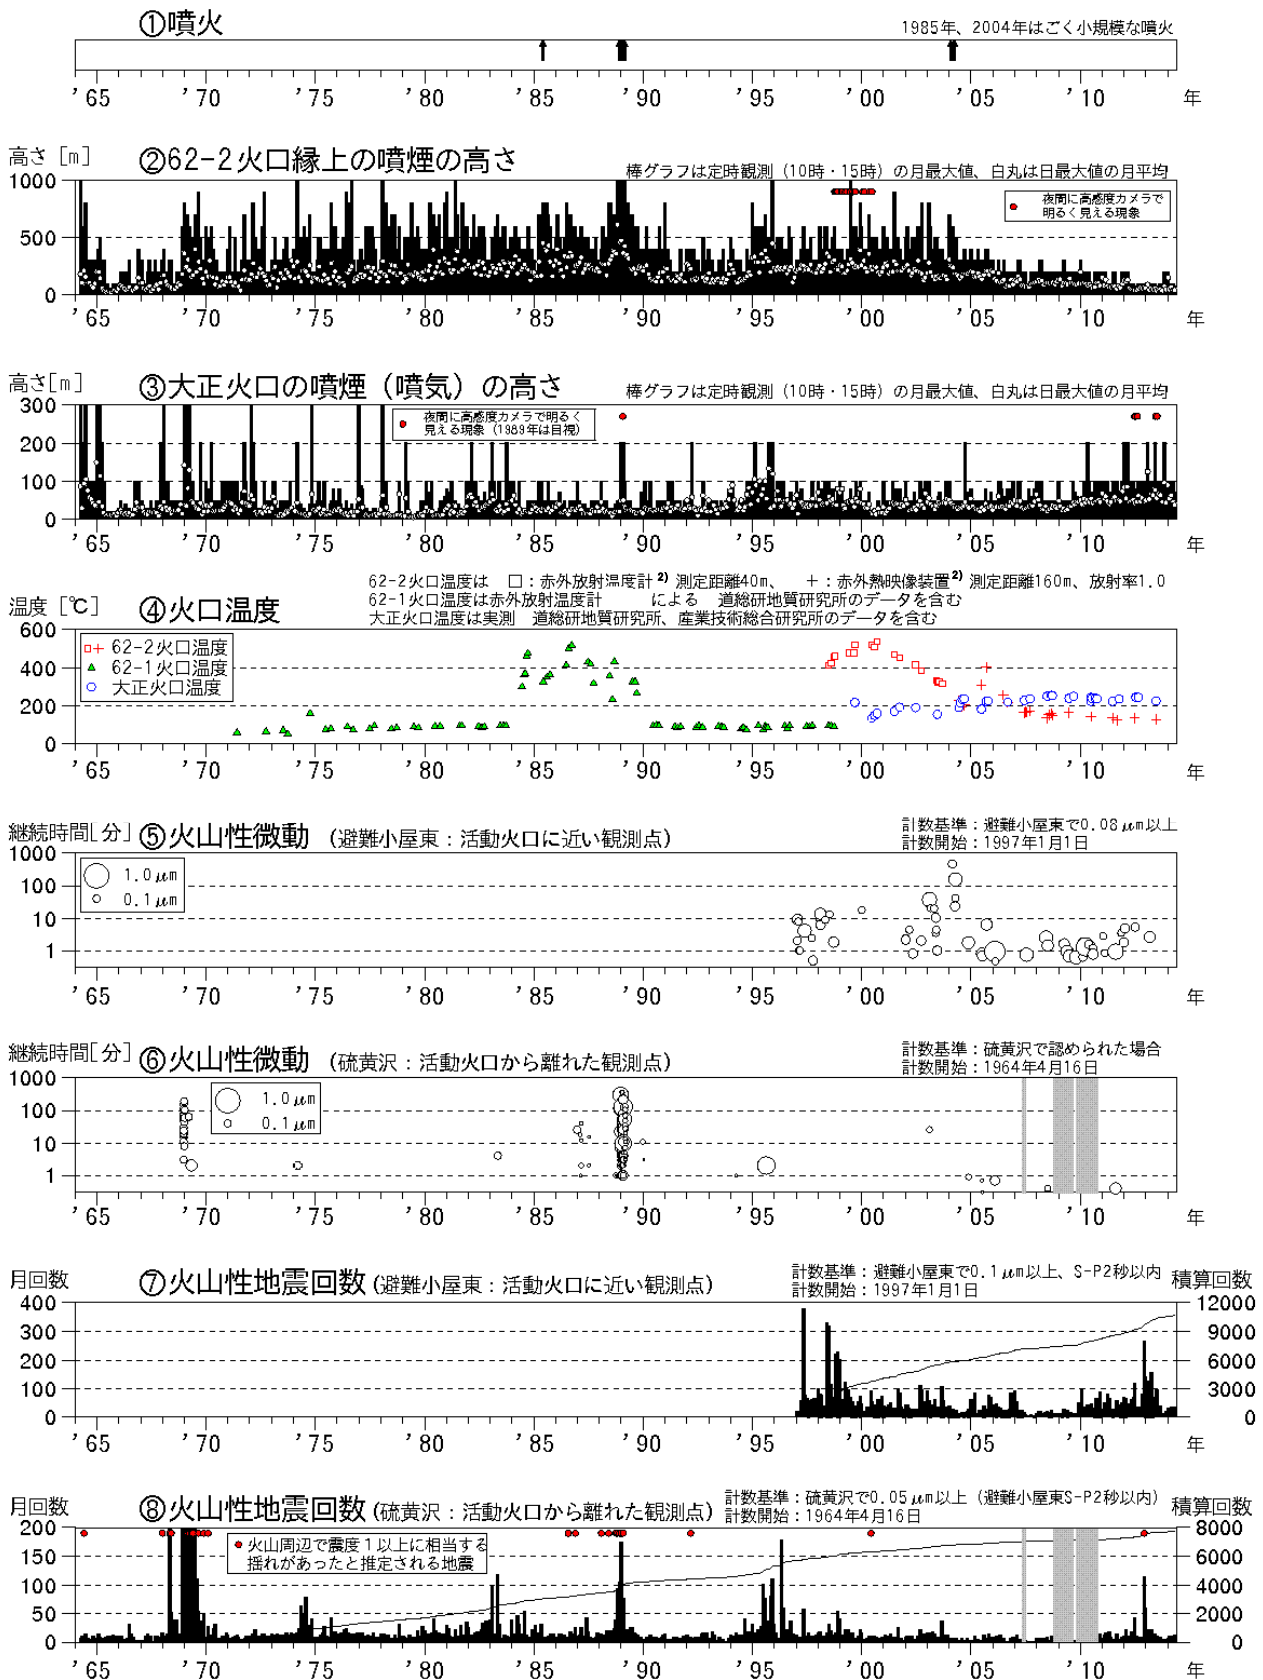 ①噴火
1985年、2004年はごく小規模な噴火
'65 '70 '75 '80 '85 '90 '95 '00 '05 '10 年
高さ [m]
②62-2火口縁上の噴煙の高さ
棒グラフは定時観測 (10時・15時) の月最大値、白丸は日最大値の月平均
1000
500
0
夜間に高感度カメラで
明るく見える現象
'65 '70 '75 '80 '85 '90 '95 '00 '05 '10 年
高さ[m]
③大正火口の噴煙（噴気）の高さ
棒グラフは定時観測 (10時・15時) の月最大値、白丸は日最大値の月平均
300
200
100
0
夜間に高感度カメラで明るく
見える現象 (1989年は目視)
'65 '70 '75 '80 '85 '90 '95 '00 '05 '10 年
62-2火口温度は □：赤外放射温度計2) 測定距離40m、 +：赤外熱映像装置2) 測定距離160m、放射率1.0
62-1火口温度は赤外放射温度計 による 道総研地質研究所のデータを含む
大正火口温度は実測 道総研地質研究所、産業技術総合研究所のデータを含む
温度 [℃]
④火口温度
600
400
200
0
62-2火口温度
62-1火口温度
大正火口温度
'65 '70 '75 '80 '85 '90 '95 '00 '05 '10 年
継続時間[分]
⑤火山性微動 (避難小屋東：活動火口に近い観測点)
計数基準：避難小屋東で0.08μm以上
計数開始：1997年1月1日
1000
100
10
1
1.0μm
0.1μm
'65 '70 '75 '80 '85 '90 '95 '00 '05 '10 年
継続時間[分]
⑥火山性微動 (硫黄沢：活動火口から離れた観測点)
計数基準：硫黄沢で認められた場合
計数開始：1964年4月16日
1000
100
10
1
1.0μm
0.1μm
'65 '70 '75 '80 '85 '90 '95 '00 '05 '10 年
月回数
⑦火山性地震回数 (避難小屋東：活動火口に近い観測点)
計数基準：避難小屋東で0.1μm以上、S-P2秒以内
計数開始：1997年1月1日
積算回数
400 12000
300 9000
200 6000
100 3000
0 0
'65 '70 '75 '80 '85 '90 '95 '00 '05 '10 年
月回数
⑧火山性地震回数 (硫黄沢：活動火口から離れた観測点)
計数基準：硫黄沢で0.05μm以上 (避難小屋東S-P2秒以内)
計数開始：1964年4月16日
積算回数
200 8000
150 6000
100 4000
50 2000
0 0
火山周辺で震度1以上に相当する
揺れがあったと推定される地震
'65 '70 '75 '80 '85 '90 '95 '00 '05 '10 年